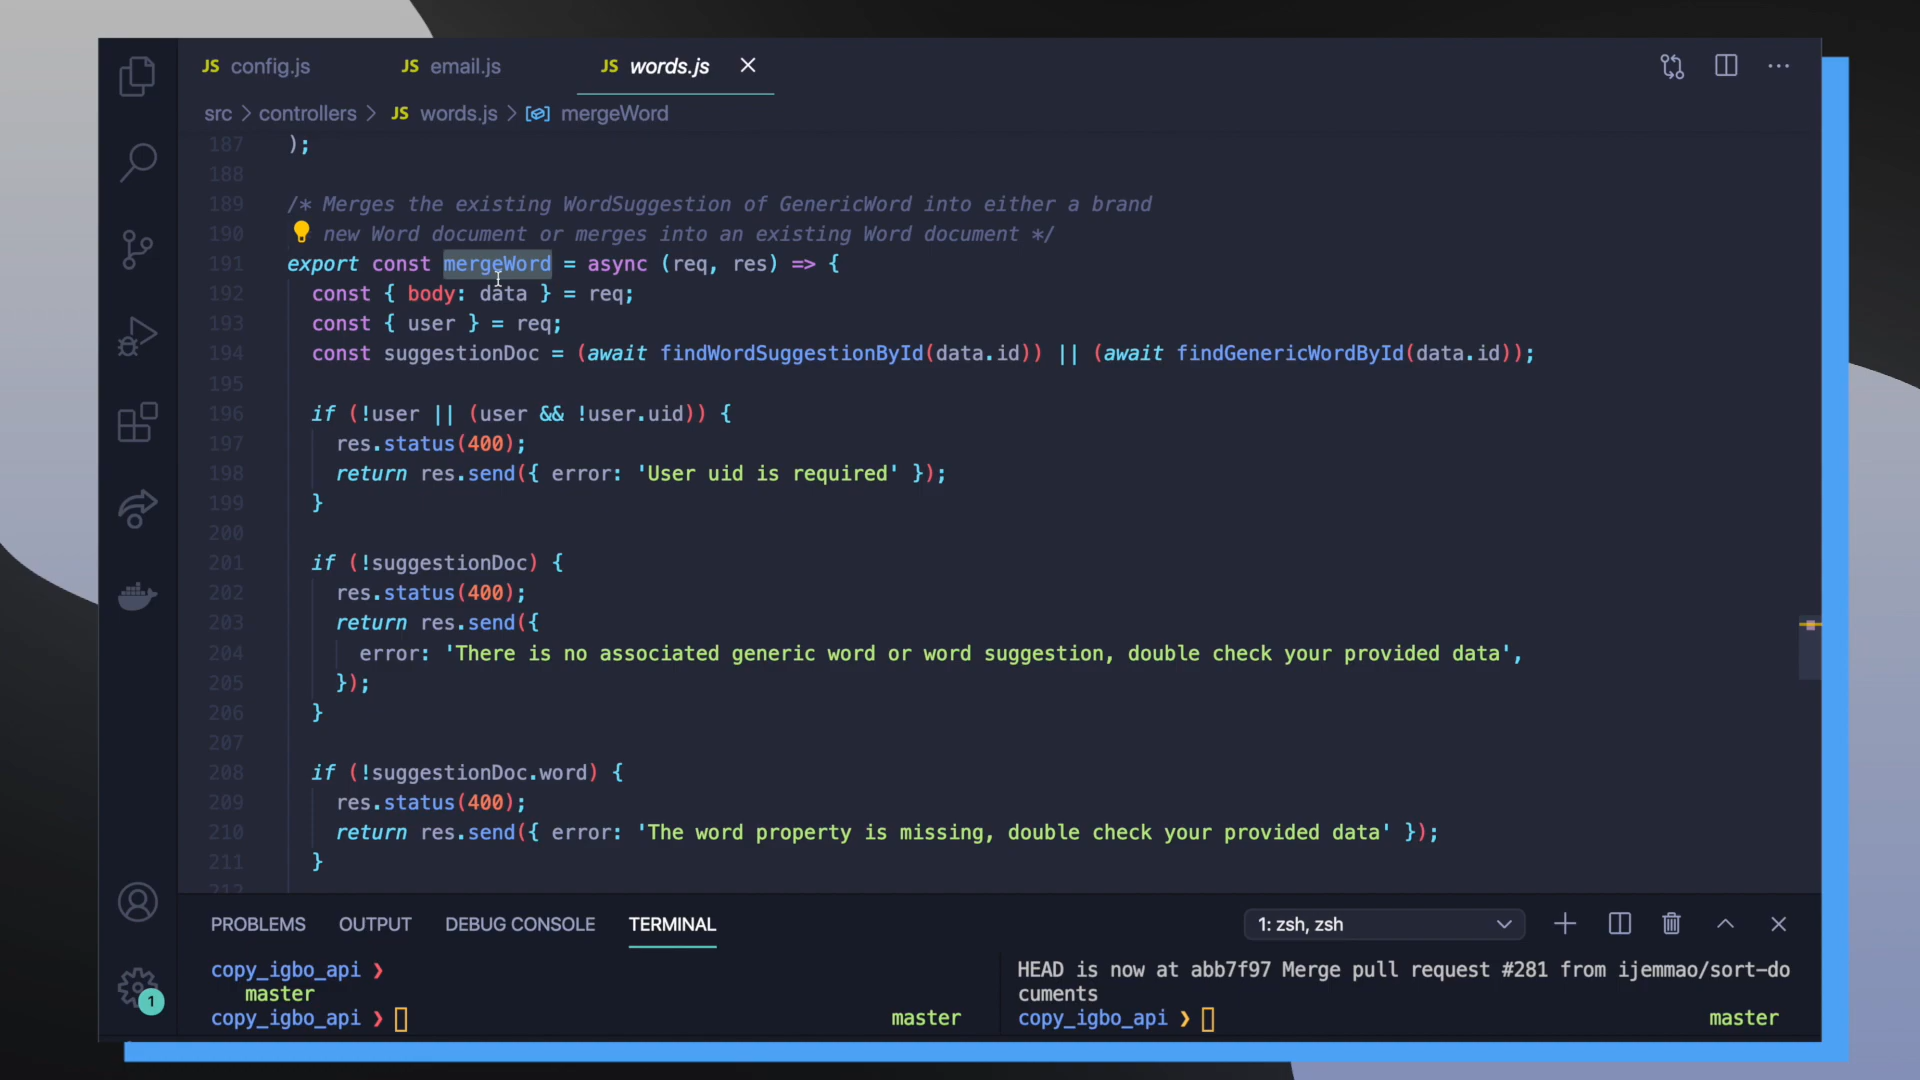 JS config.js JS email.js JS words.js
src > controllers > JS words.js > mergeWord
187 );
188
189 /* Merges the existing WordSuggestion of GenericWord into either a brand
190 new Word document or merges into an existing Word document */
191 export const mergeWord = async (req, res) => {
192 const { body: data } = req;
193 const { user } = req;
194 const suggestionDoc = (await findWordSuggestionById(data.id)) || (await findGenericWordById(data.id));
195
196 if (!user || (user && !user.uid)) {
197 res.status(400);
198 return res.send({ error: 'User uid is required' });
199 }
200
201 if (!suggestionDoc) {
202 res.status(400);
203 return res.send({
204 error: 'There is no associated generic word or word suggestion, double check your provided data',
205 });
206 }
207
208 if (!suggestionDoc.word) {
209 res.status(400);
210 return res.send({ error: 'The word property is missing, double check your provided data' });
211 }
212
PROBLEMS OUTPUT DEBUG CONSOLE TERMINAL 1: zsh, zsh
copy_igbo_api ❯
master
copy_igbo_api ❯ master
HEAD is now at abb7f97 Merge pull request #281 from ijemmao/sort-do
cuments
copy_igbo_api ❯ master
1